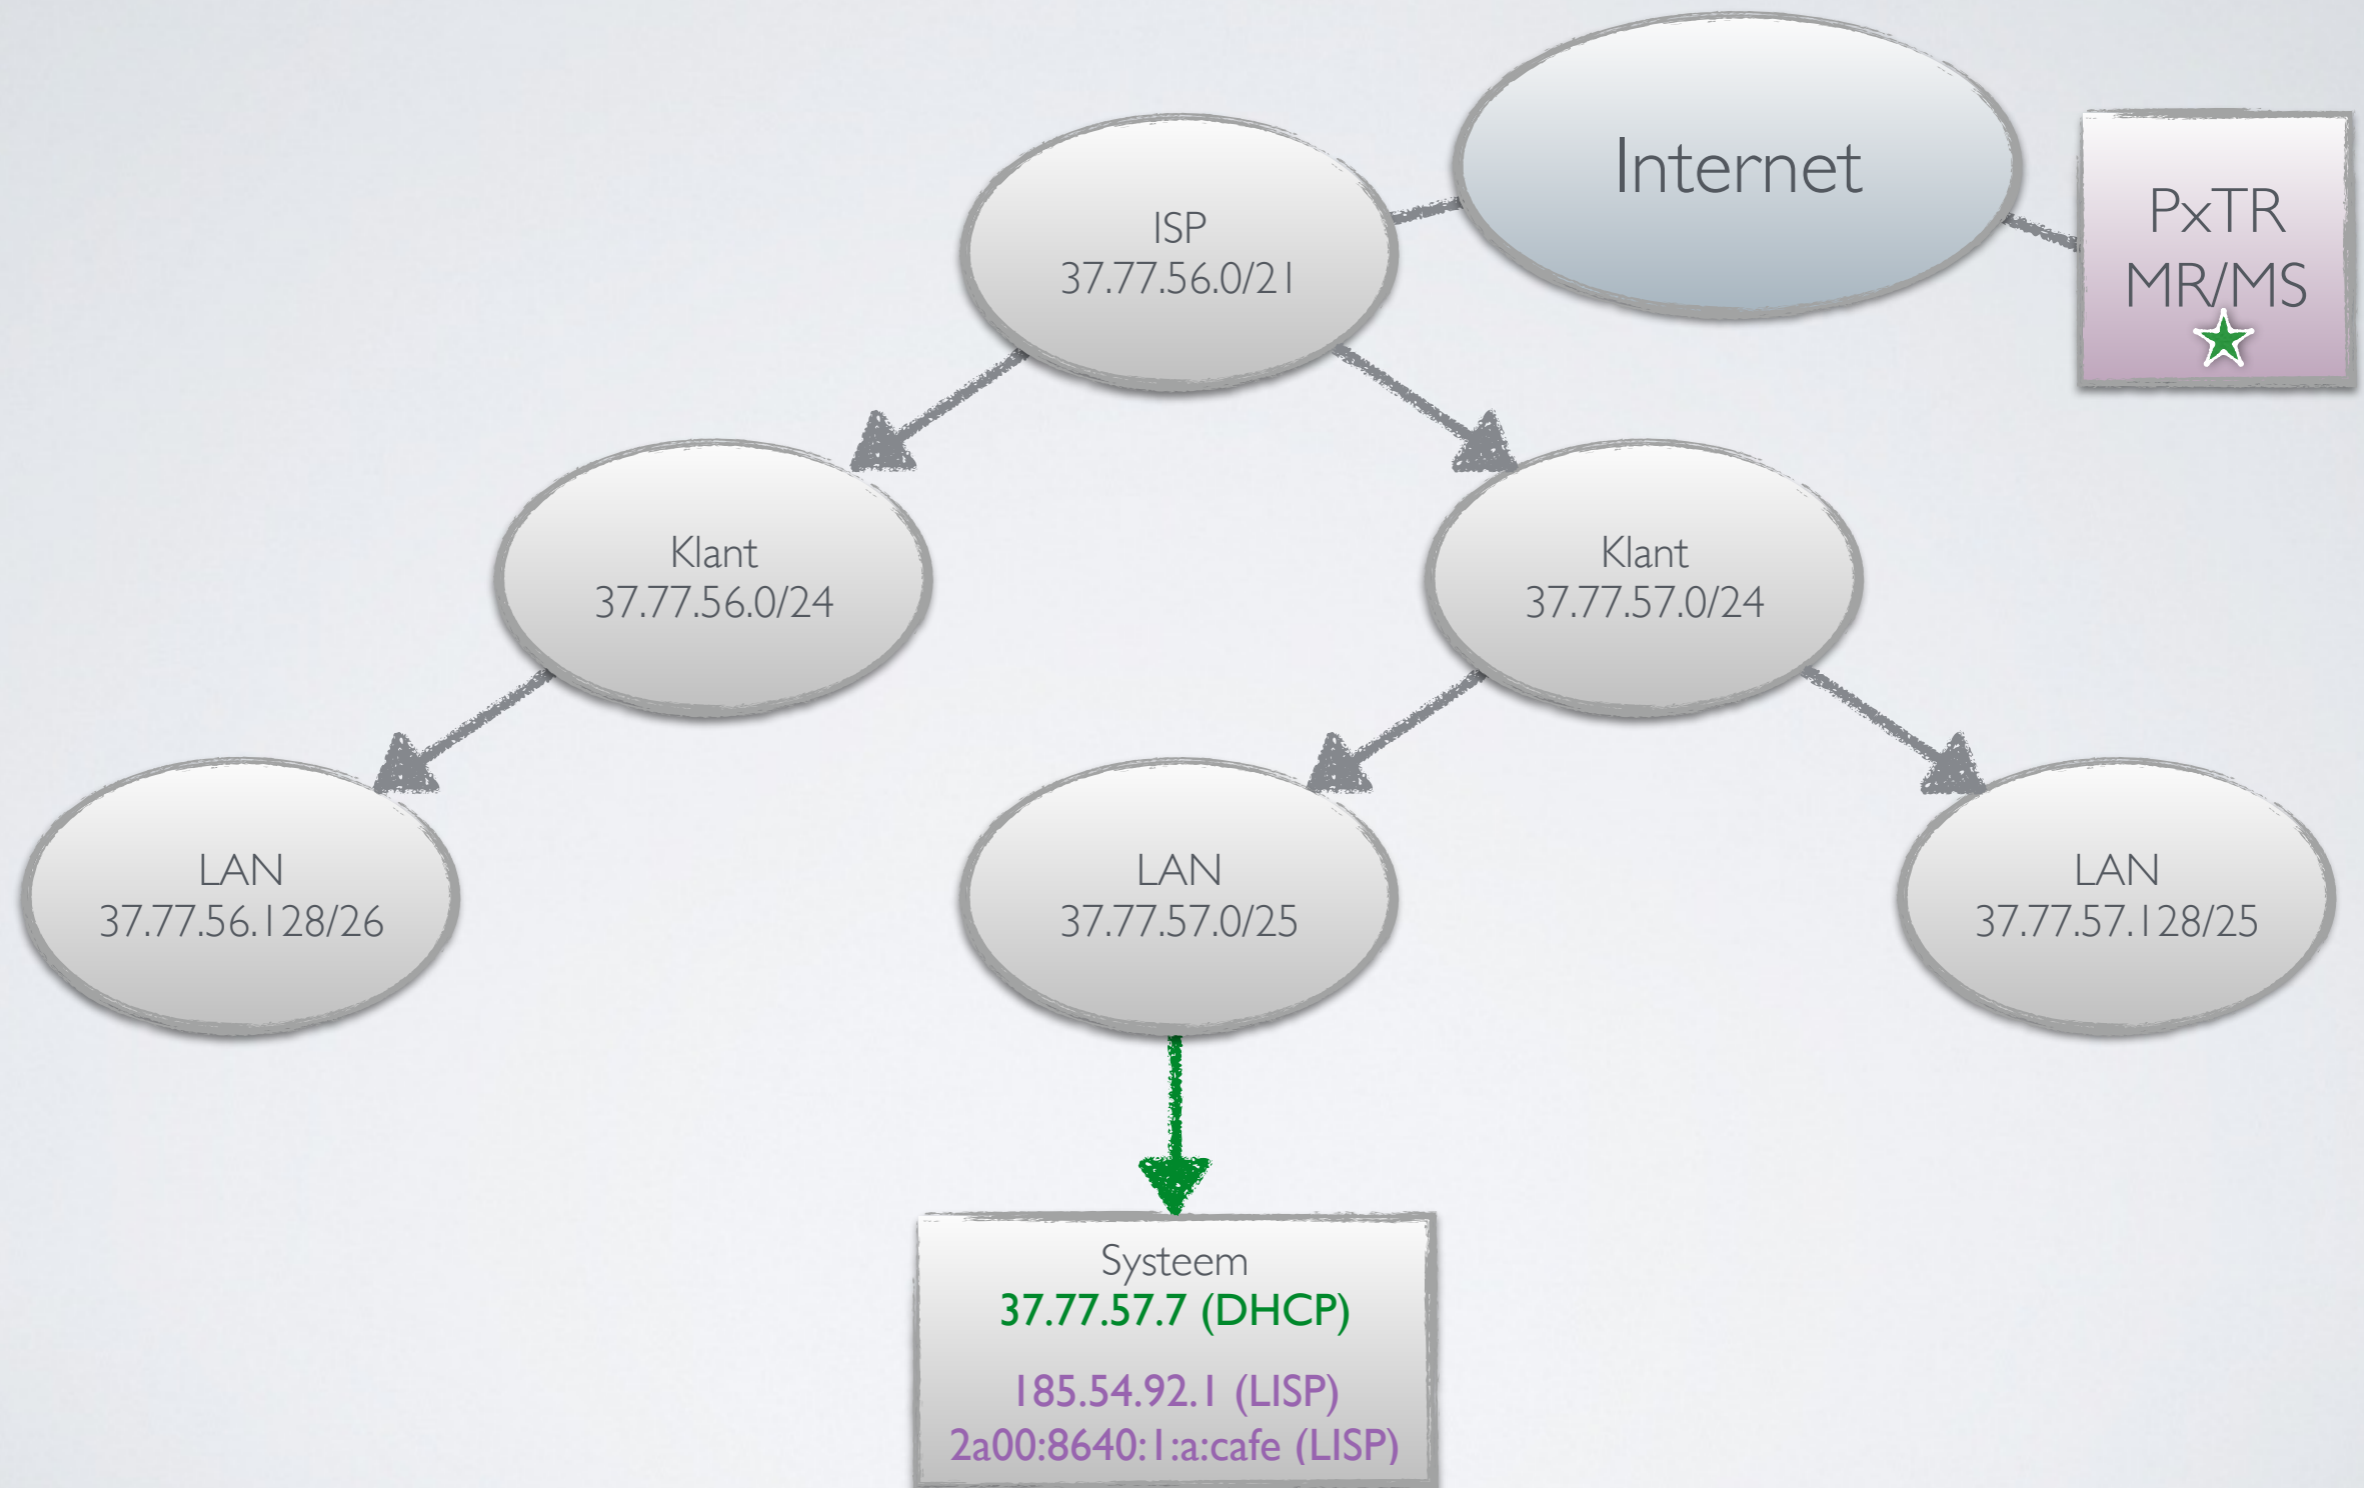 Internet
PxTR
MR/MS
ISP
37.77.56.0/21
Klant
37.77.56.0/24
Klant
37.77.57.0/24
LAN
37.77.56.128/26
LAN
37.77.57.0/25
LAN
37.77.57.128/25
Systeem
37.77.57.7 (DHCP)
185.54.92.1 (LISP)
2a00:8640:1:a:cafe (LISP)